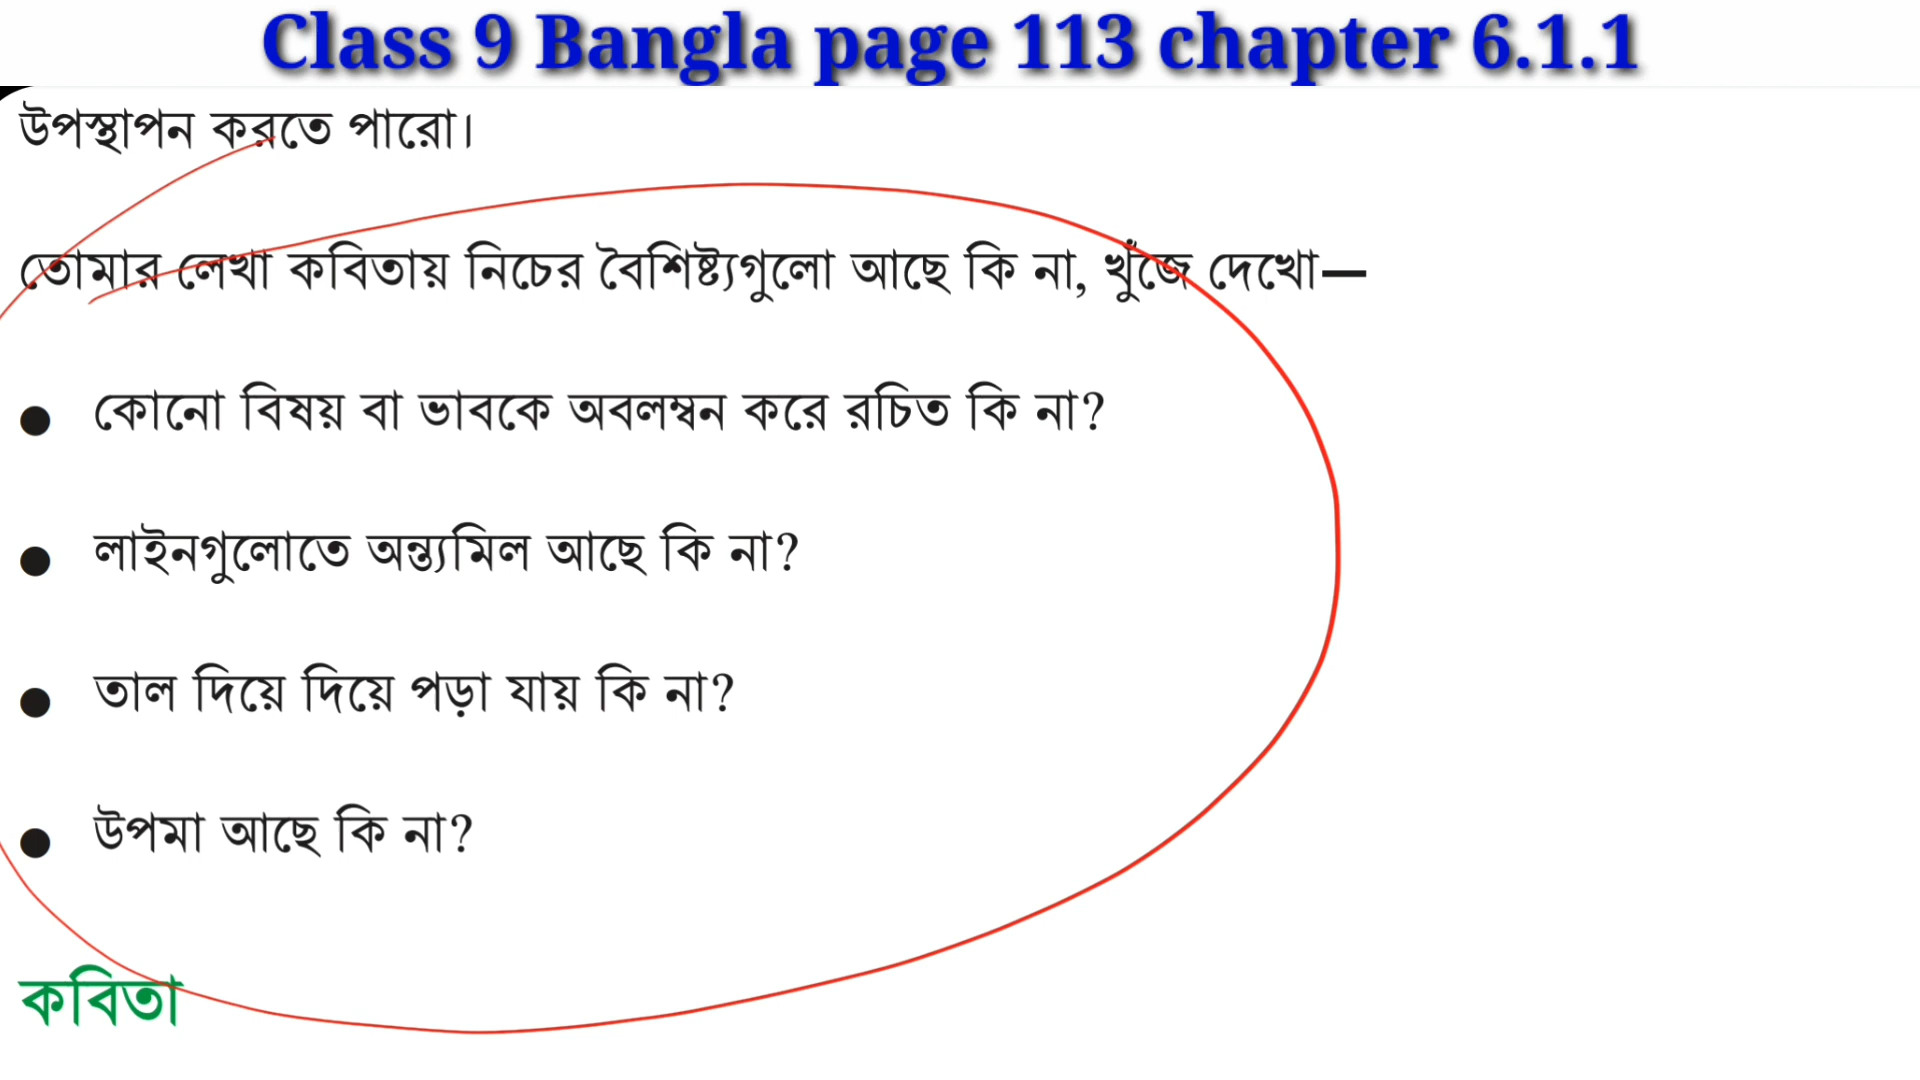 Class 9 Bangla page 113 chapter 6.1.1
উপস্থাপন করতে পারো।
তোমার লেখা কবিতায় নিচের বৈশিষ্ট্যগুলো আছে কি না, খুঁজে দেখো—
● কোনো বিষয় বা ভাবকে অবলম্বন করে রচিত কি না?
● লাইনগুলোতে অন্ত্যমিল আছে কি না?
● তাল দিয়ে দিয়ে পড়া যায় কি না?
● উপমা আছে কি না?
কবিতা